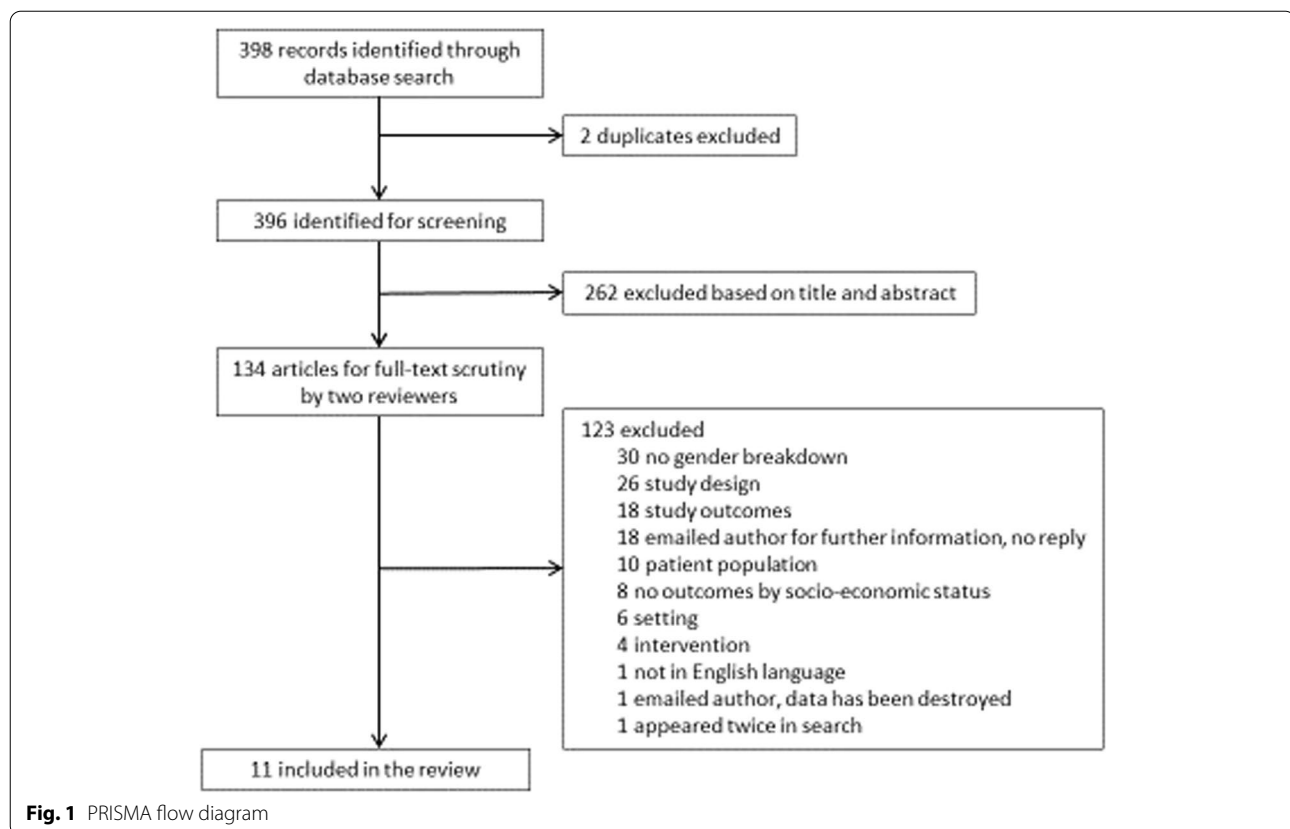 398 records identified through
database search
2 duplicates excluded
396 identified for screening
262 excluded based on title and abstract
134 articles for full-text scrutiny
by two reviewers
123 excluded
30 no gender breakdown
26 study design
18 study outcomes
18 emailed author for further information, no reply
10 patient population
8 no outcomes by socio-economic status
6 setting
4 intervention
1 not in English language
1 emailed author, data has been destroyed
1 appeared twice in search
11 included in the review
Fig. 1 PRISMA flow diagram